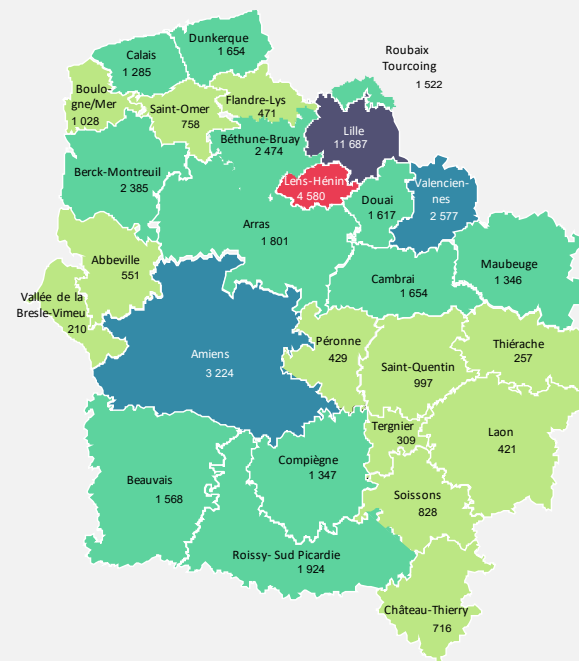 Dunkerque
1 654
Calais
1 285
Roubaix
Tourcoing
1 522
Boulo-
gne/Mer
1 028
Saint-Omer
758
Flandre-Lys
471
Lille
11 687
Béthune-Bruay
2 474
Berck-Montreuil
2 385
Lens-Hénin
4 580
Douai
1 617
Valencien-
nes
2 577
Arras
1 801
Abbeville
551
Cambrai
1 654
Maubeuge
1 346
Vallée de la
Bresle-Vimeu
210
Amiens
3 224
Péronne
429
Saint-Quentin
997
Thiérache
257
Tergnier
309
Laon
421
Beauvais
1 568
Compiègne
1 347
Soissons
828
Roissy- Sud Picardie
1 924
Château-Thierry
716